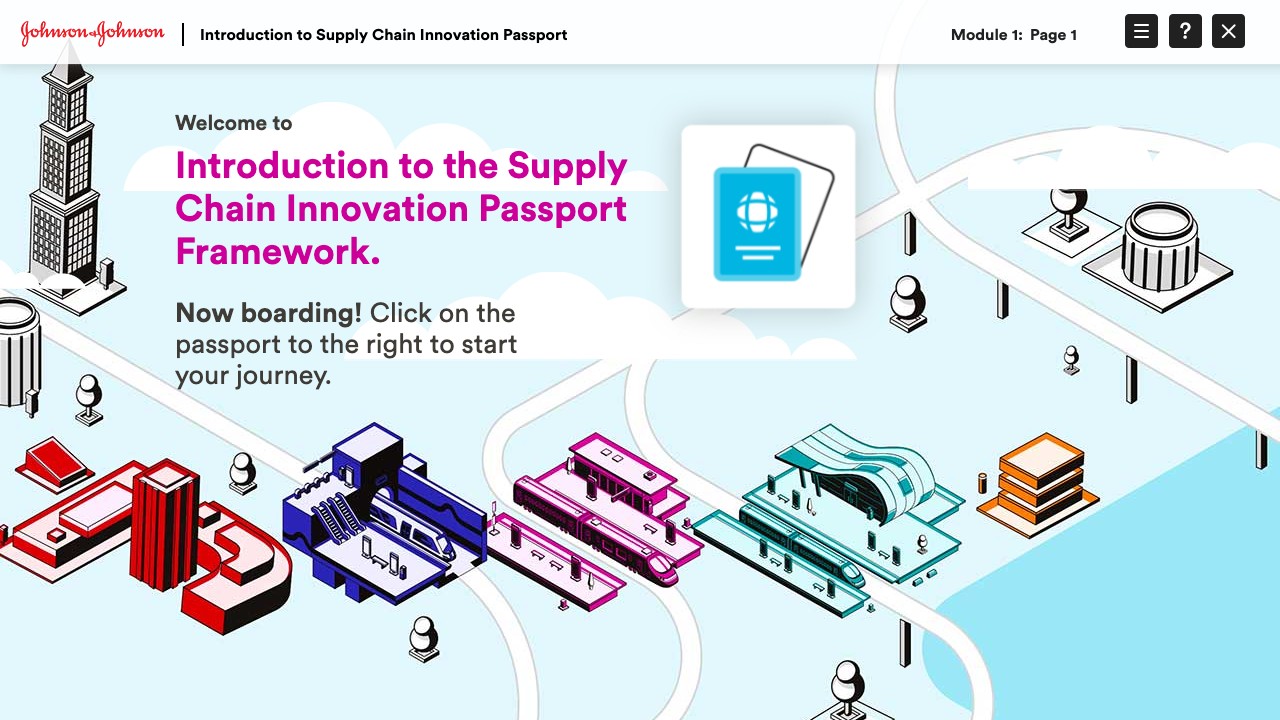 Johnson&Johnson
Introduction to Supply Chain Innovation Passport
Module 1: Page 1
?
Welcome to
Introduction to the Supply
Chain Innovation Passport
Framework.
Now boarding! Click on the
passport to the right to start
your journey.